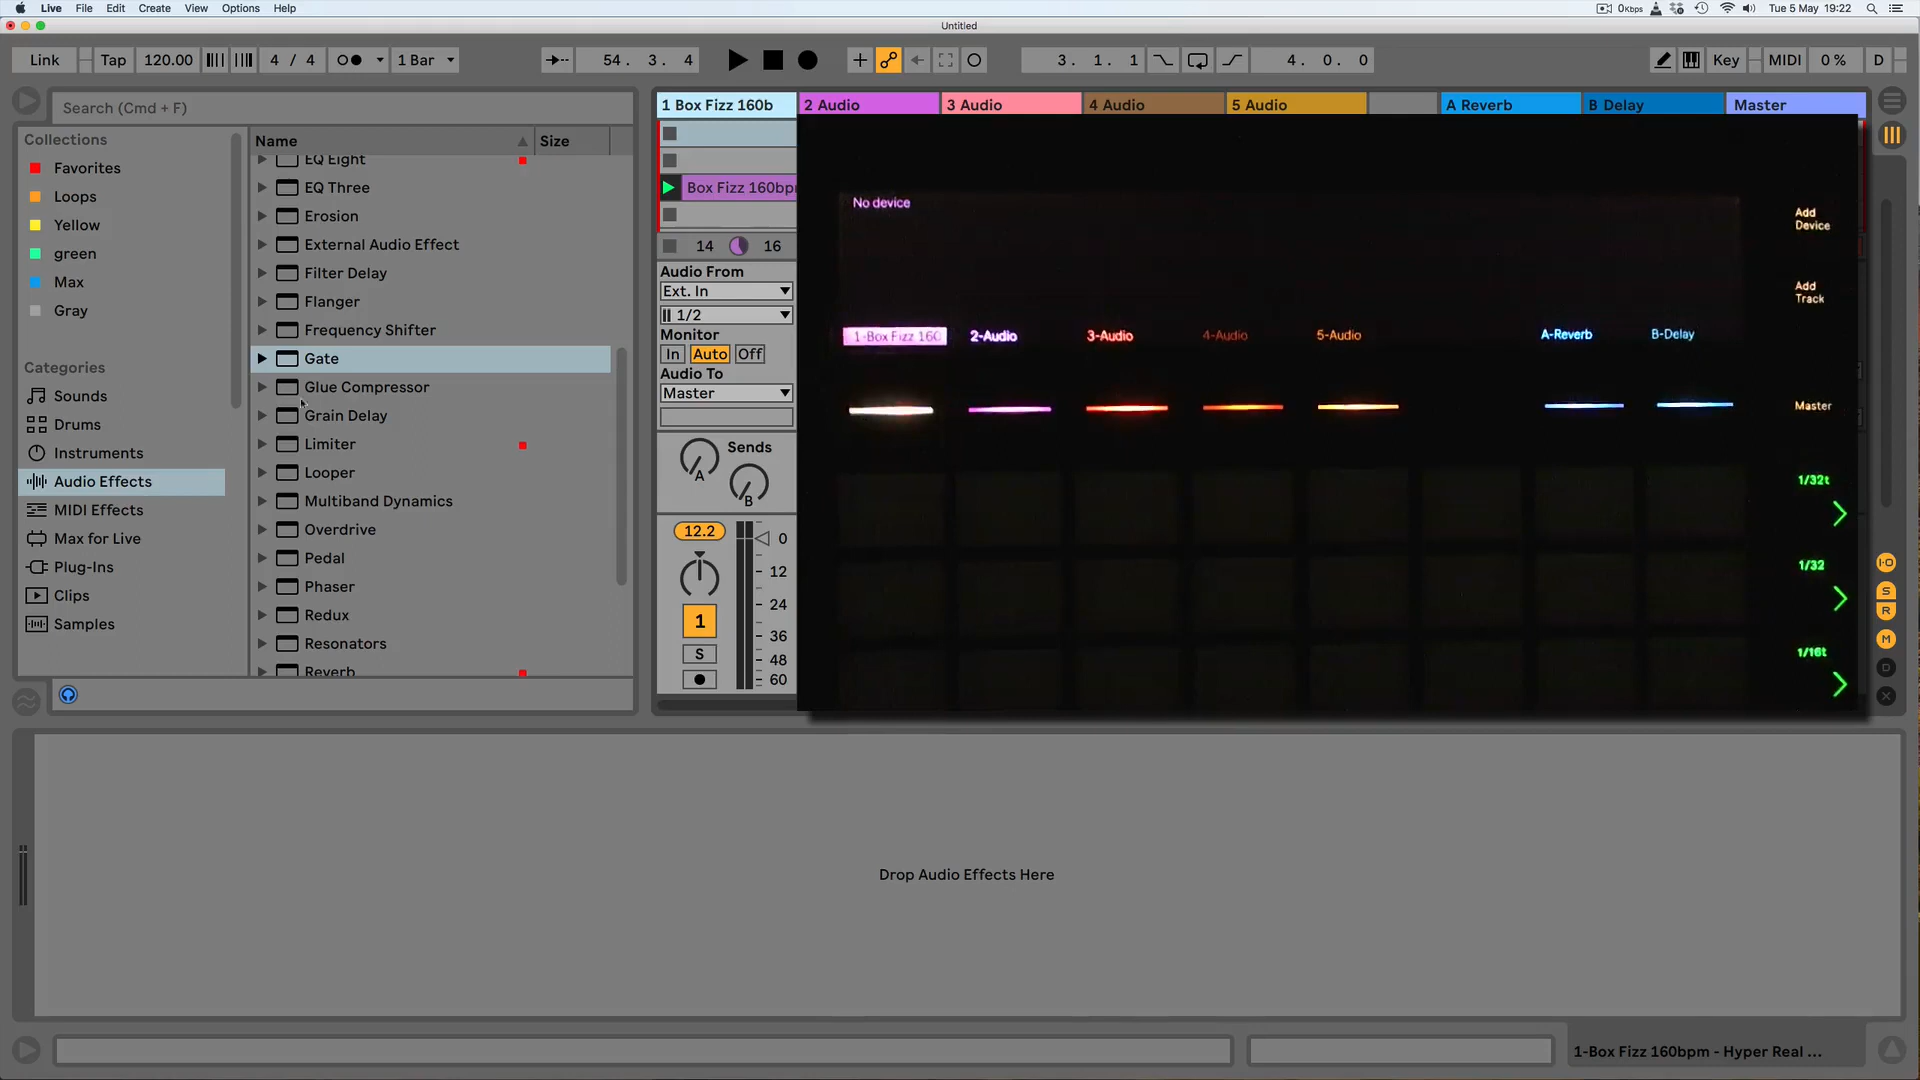 Live File Edit Create View Options Help
0Kbps Tue 5 May 19:22
Untitled
Link Tap 120.00 4 / 4 1 Bar 54. 3. 4 3. 1. 1 4. 0. 0 Key MIDI 0 % D
Search (Cmd + F)
Collections
Favorites
Loops
Yellow
green
Max
Gray
Categories
Sounds
Drums
Instruments
Audio Effects
MIDI Effects
Max for Live
Plug-Ins
Clips
Samples
Name Size
EQ Eight
EQ Three
Erosion
External Audio Effect
Filter Delay
Flanger
Frequency Shifter
Gate
Glue Compressor
Grain Delay
Limiter
Looper
Multiband Dynamics
Overdrive
Pedal
Phaser
Redux
Resonators
Reverb
1 Box Fizz 160b 2 Audio 3 Audio 4 Audio 5 Audio A Reverb B Delay Master
Box Fizz 160bpm
14 16
Audio From
Ext. In
1/2
Monitor
In Auto Off
Audio To
Master
Sends
A
B
12.2
0
12
24
36
48
60
1
S
No device
Add
Device
Add
Track
1-Box Fizz 160 2-Audio 3-Audio 4-Audio 5-Audio A-Reverb B-Delay
Master
1/32t
1/32
1/16t
I·O
S
R
M
D
X
Drop Audio Effects Here
1-Box Fizz 160bpm - Hyper Real ...